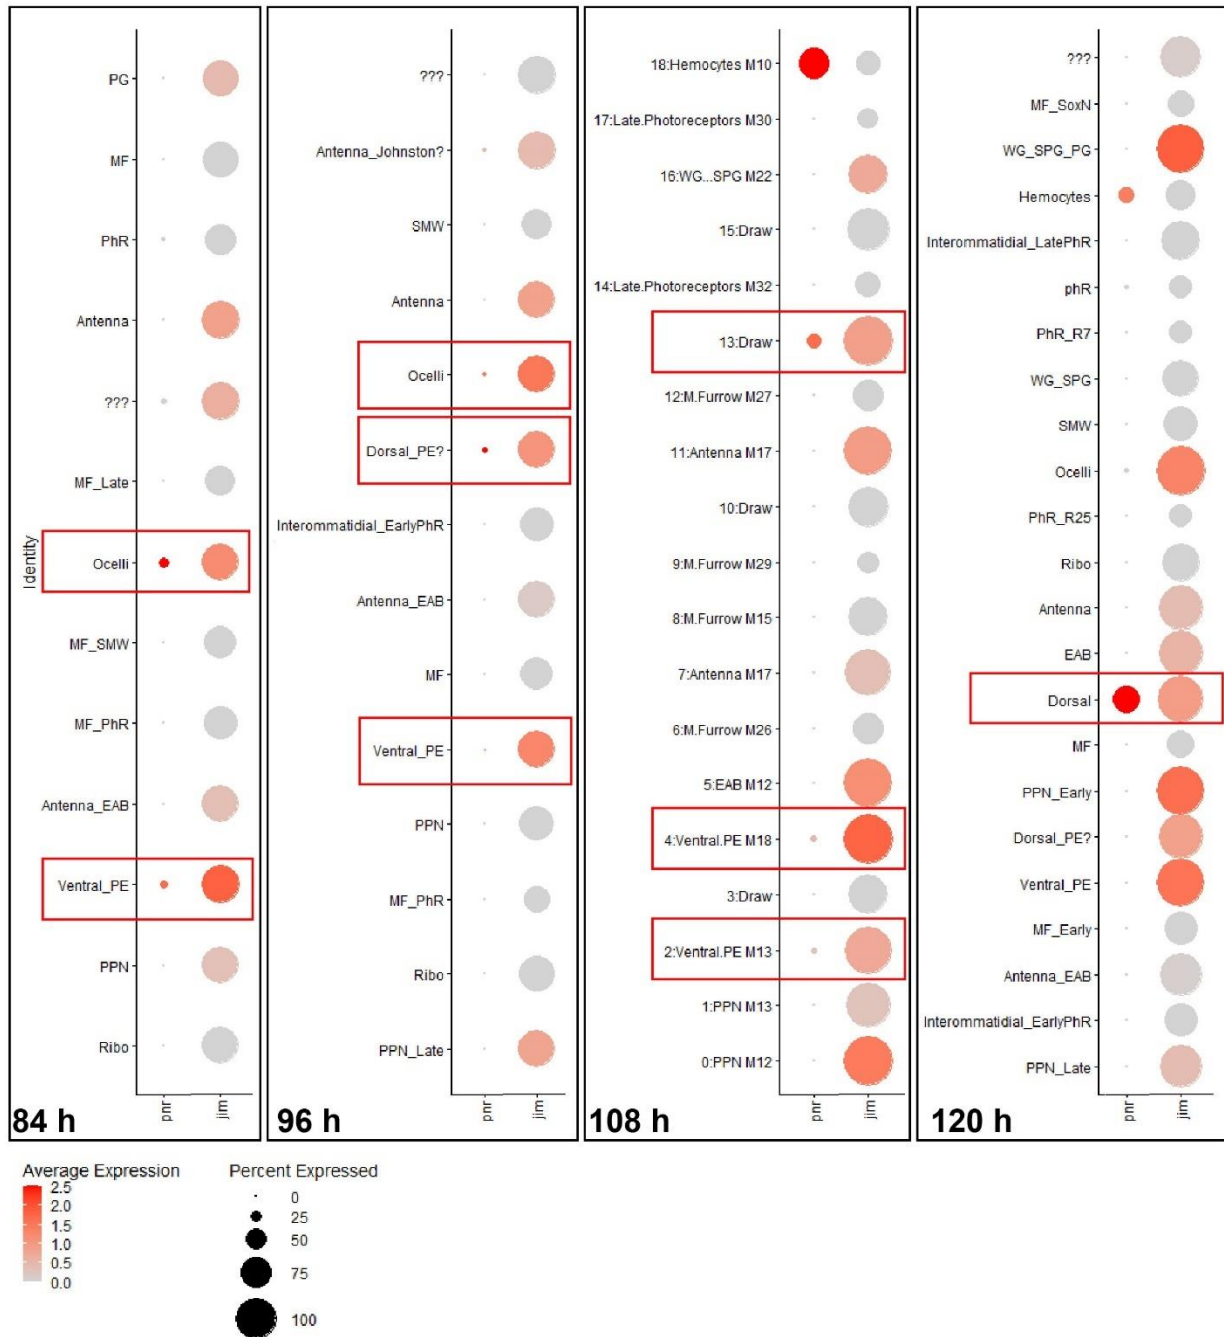 PG
MF
PhR
Antenna
???
MF_Late
Ocelli
MF_SMW
MF_PhR
Antenna_EAB
Ventral_PE
PPN
Ribo
Identity
pnr
jim
84 h
???
Antenna_Johnston?
SMW
Antenna
Ocelli
Dorsal_PE?
Interommatidial_EarlyPhR
Antenna_EAB
MF
Ventral_PE
PPN
MF_PhR
Ribo
PPN_Late
pnr
jim
96 h
18:Hemocytes M10
17:Late.Photoreceptors M30
16:WG...SPG M22
15:Draw
14:Late.Photoreceptors M32
13:Draw
12:M.Furrow M27
11:Antenna M17
10:Draw
9:M.Furrow M29
8:M.Furrow M15
7:Antenna M17
6:M.Furrow M26
5:EAB M12
4:Ventral.PE M18
3:Draw
2:Ventral.PE M13
1:PPN M13
0:PPN M12
pnr
jim
108 h
???
MF_SoxN
WG_SPG_PG
Hemocytes
Interommatidial_LatePhR
phR
PhR_R7
WG_SPG
SMW
Ocelli
PhR_R25
Ribo
Antenna
EAB
Dorsal
MF
PPN_Early
Dorsal_PE?
Ventral_PE
MF_Early
Antenna_EAB
Interommatidial_EarlyPhR
PPN_Late
pnr
jim
120 h
Average Expression
2.5
2.0
1.5
1.0
0.5
0.0
Percent Expressed
0
25
50
75
100